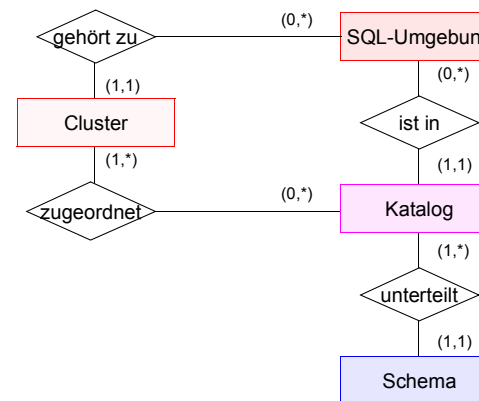 gehört zu
(0,*)
SQL-Umgebun
(1,1)
(0,*)
Cluster
ist in
(1,*)
(1,1)
zugeordnet
(0,*)
Katalog
(1,*)
unterteilt
(1,1)
Schema